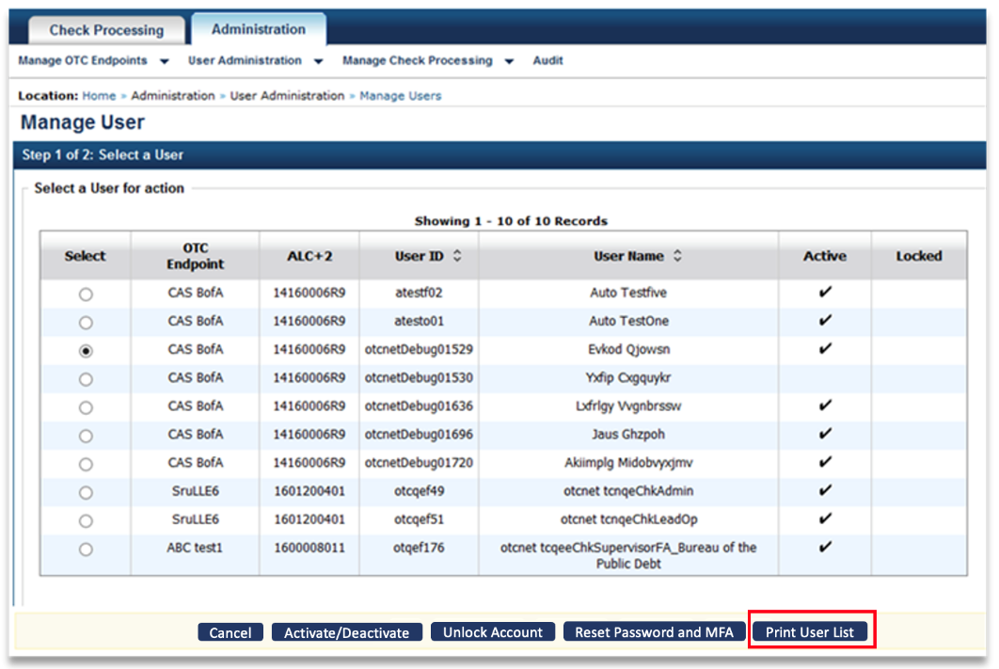 Check Processing Administration
Manage OTC Endpoints User Administration Manage Check Processing Audit
Location: Home » Administration » User Administration » Manage Users
Manage User
Step 1 of 2: Select a User
Select a User for action
Showing 1 - 10 of 10 Records
Select OTC Endpoint ALC+2 User ID User Name Active Locked
CAS BofA 14160006R9 atestf02 Auto Testfive ✔
CAS BofA 14160006R9 atesto01 Auto TestOne ✔
CAS BofA 14160006R9 otcnetDebug01529 Evkod Qjowsn ✔
CAS BofA 14160006R9 otcnetDebug01530 Yxfip Cxgquykr
CAS BofA 14160006R9 otcnetDebug01636 Lxfrlgy Vvgnbrssw ✔
CAS BofA 14160006R9 otcnetDebug01696 Jaus Ghzpoh ✔
CAS BofA 14160006R9 otcnetDebug01720 Akiimplg Midobvyxjmv ✔
SruLLE6 1601200401 otcqef49 otcnet tcnqeChkAdmin ✔
SruLLE6 1601200401 otcqef51 otcnet tcnqeChkLeadOp ✔
ABC test1 1600008011 otqef176 otcnet tcqeeChkSupervisorFA_Bureau of the ✔
Public Debt
Cancel Activate/Deactivate Unlock Account Reset Password and MFA Print User List